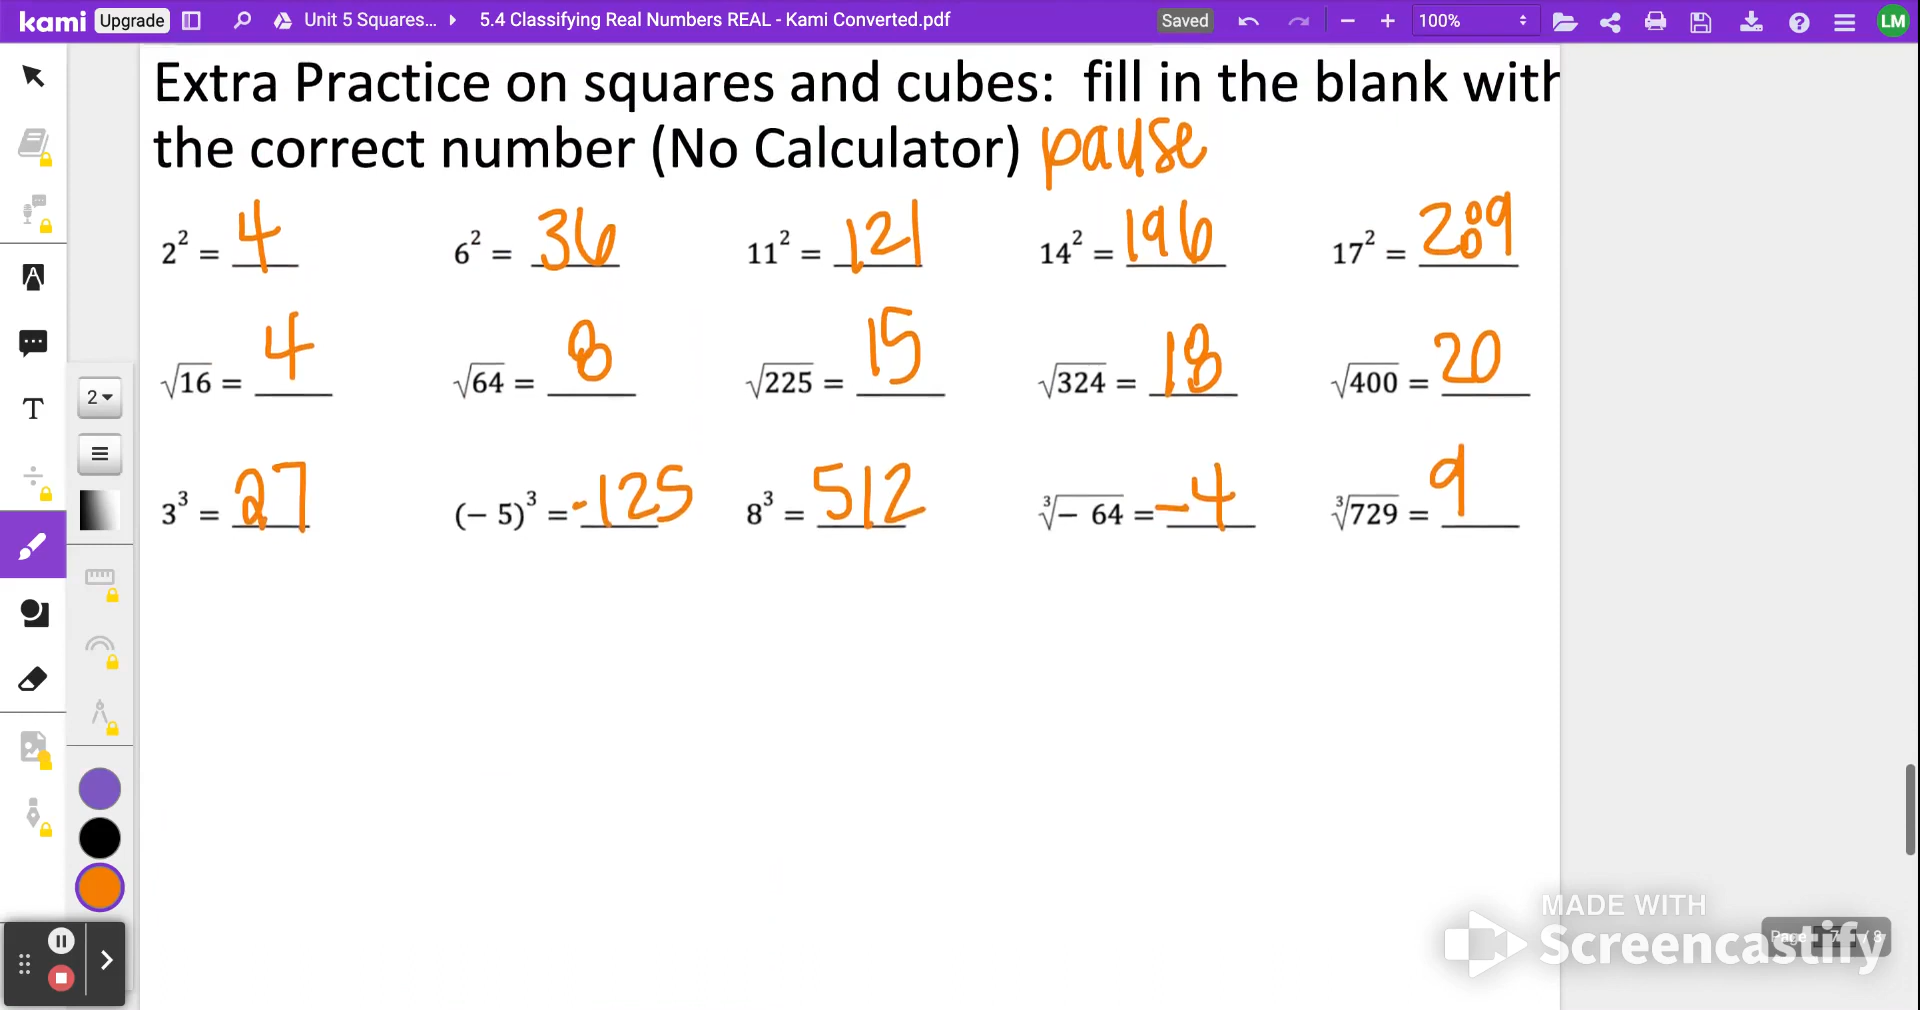 kami Upgrade Unit 5 Squares... 5.4 Classifying Real Numbers REAL - Kami Converted.pdf Saved 100% LM
Extra Practice on squares and cubes: fill in the blank with
the correct number (No Calculator) pause
2² = 4 6² = 36 11² = 121 14² = 196 17² = 289
√16 = 4 √64 = 8 √225 = 15 √324 = 18 √400 = 20
3³ = 27 (− 5)³ = -125 8³ = 512 ∛− 64 = -4 ∛729 = 9
T
2
MADE WITH
Screencastify
Page 7 / 8